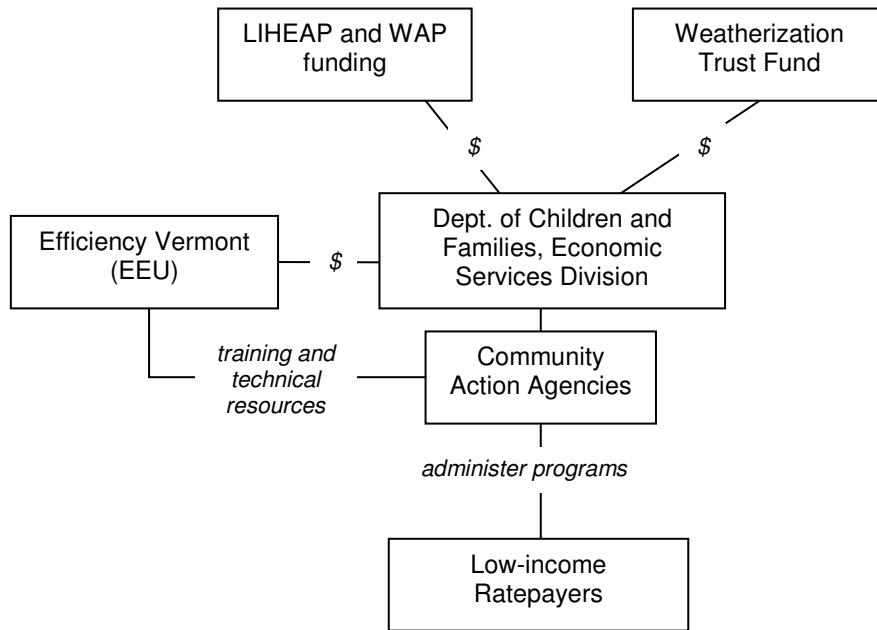 LIHEAP and WAP
funding
Weatherization
Trust Fund
$
$
Dept. of Children and
Families, Economic
Services Division
Efficiency Vermont
(EEU)
$
training and
technical
resources
Community
Action Agencies
administer programs
Low-income
Ratepayers